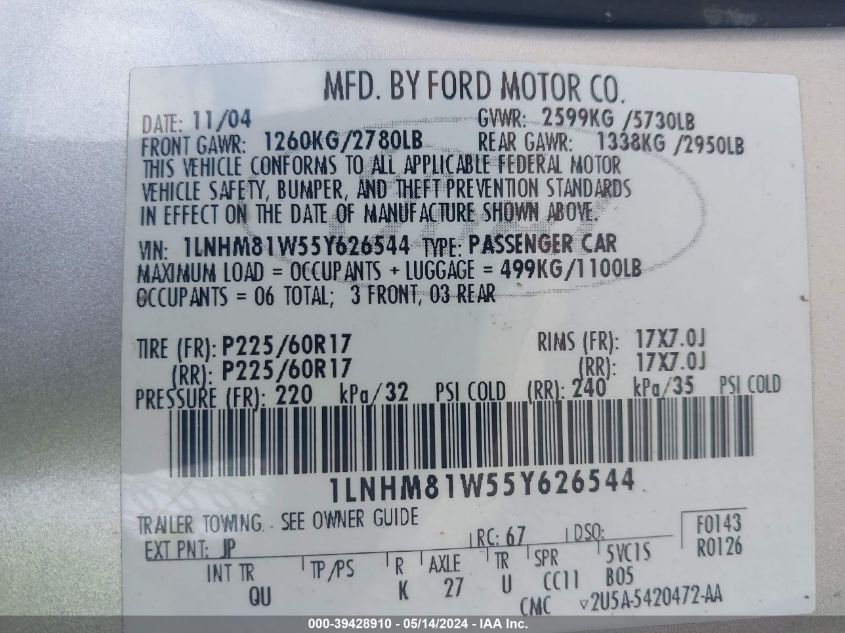 MFD. BY FORD MOTOR CO.
DATE: 11/04 GVWR: 2599KG /5730LB
FRONT GAWR: 1260KG/2780LB REAR GAWR: 1338KG /2950LB
THIS VEHICLE CONFORMS TO ALL APPLICABLE FEDERAL MOTOR
VEHICLE SAFETY, BUMPER, AND THEFT PREVENTION STANDARDS
IN EFFECT ON THE DATE OF MANUFACTURE SHOWN ABOVE.
VIN: 1LNHM81W55Y626544 TYPE: PASSENGER CAR
MAXIMUM LOAD = OCCUPANTS + LUGGAGE = 499KG/1100LB
OCCUPANTS = 06 TOTAL; 3 FRONT, 03 REAR
TIRE (FR): P225/60R17 RIMS (FR): 17X7.0J
(RR): P225/60R17 (RR): 17X7.0J
PRESSURE (FR): 220 kPa/32 PSI COLD (RR): 240 kPa/35 PSI COLD
1LNHM81W55Y626544
TRAILER TOWING - SEE OWNER GUIDE
EXT PNT: JP RC: 67 DSO: F0143
R0126
INT TR TP/PS R AXLE TR SPR 5VC1S
QU K 27 U CC11 B05
CMC ▽2U5A-5420472-AA
000-39428910 - 05/14/2024 - IAA Inc.